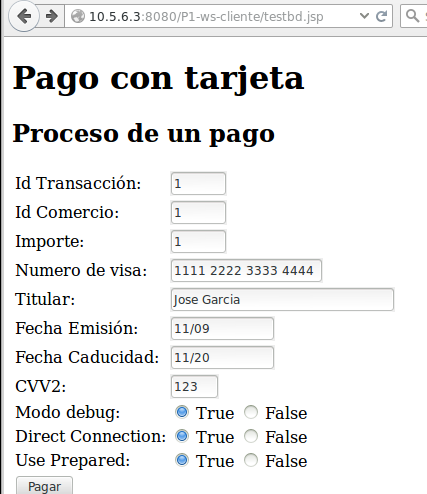 10.5.6.3:8080/P1-ws-cliente/testbd.jsp
Pago con tarjeta
Proceso de un pago
Id Transacción: 1
Id Comercio: 1
Importe: 1
Numero de visa: 1111 2222 3333 4444
Titular: Jose Garcia
Fecha Emisión: 11/09
Fecha Caducidad: 11/20
CVV2: 123
Modo debug: True False
Direct Connection: True False
Use Prepared: True False
Pagar